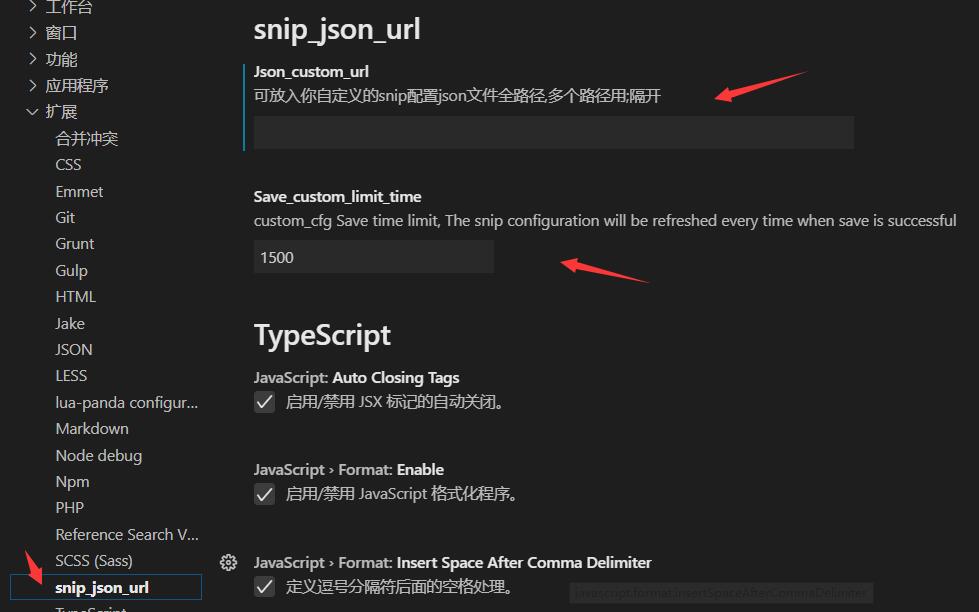 工作台
窗口
功能
应用程序
扩展
合并冲突
CSS
Emmet
Git
Grunt
Gulp
HTML
Jake
JSON
LESS
lua-panda configur...
Markdown
Node debug
Npm
PHP
Reference Search V...
SCSS (Sass)
snip_json_url
TypeScript
snip_json_url
Json_custom_url
可放入你自定义的snip配置json文件全路径,多个路径用;隔开
Save_custom_limit_time
custom_cfg Save time limit, The snip configuration will be refreshed every time when save is successful
1500
TypeScript
JavaScript: Auto Closing Tags
启用/禁用 JSX 标记的自动关闭。
JavaScript › Format: Enable
启用/禁用 JavaScript 格式化程序。
JavaScript › Format: Insert Space After Comma Delimiter
定义逗号分隔符后面的空格处理。
javascript.format.insertSpaceAfterCommaDelimiter